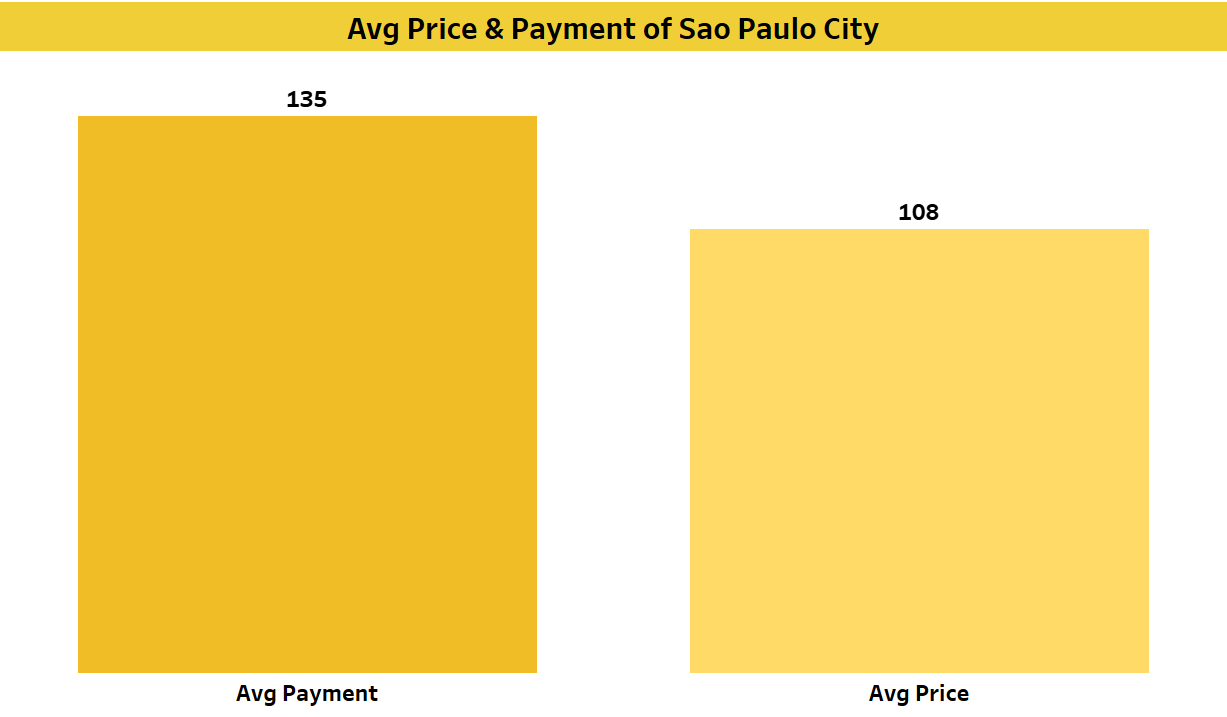 Avg Price & Payment of Sao Paulo City
135
108
Avg Payment
Avg Price